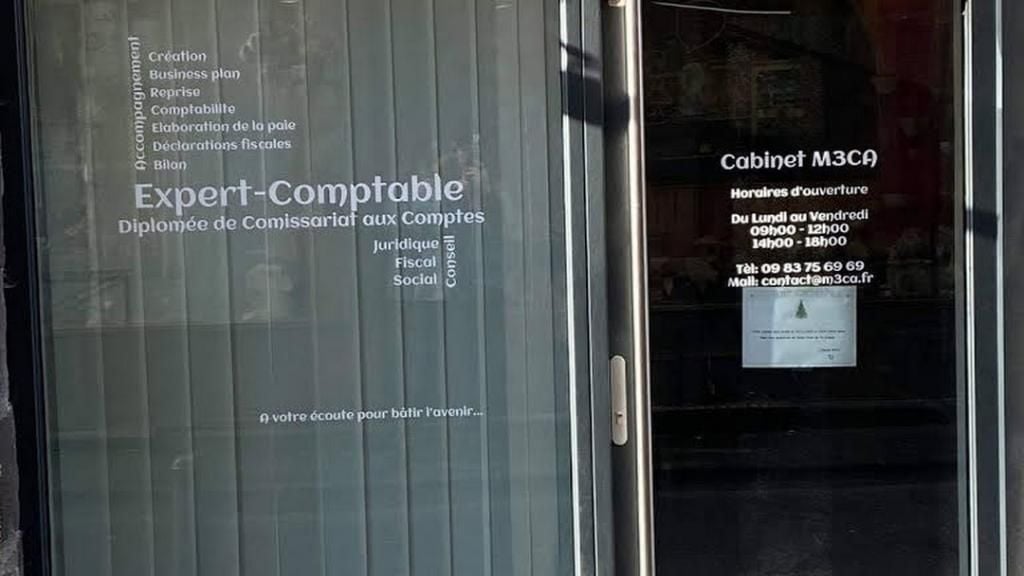 Accompagnement
Création
Business plan
Reprise
Comptabilite
Elaboration de la paie
Déclarations fiscales
Bilan
Expert-Comptable
Diplomée de Comissariat aux Comptes
Juridique
Fiscal
Social
Conseil
A votre écoute pour bâtir l'avenir...
Cabinet M3CA
Horaires d'ouverture
Du Lundi au Vendredi
09h00 - 12h00
14h00 - 18h00
Tèl: 09 83 75 69 69
Mail: contact@m3ca.fr